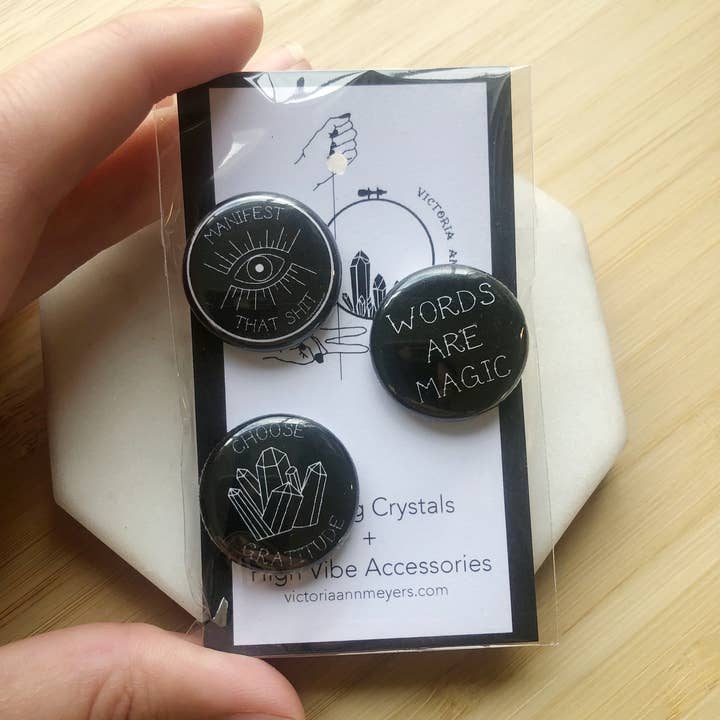 MANIFEST
THAT SHIT
VICTORIA
WORDS
ARE
MAGIC
CHOOSE
GRATITUDE
Crystals
+
High Vibe Accessories
victoriaannmeyers.com